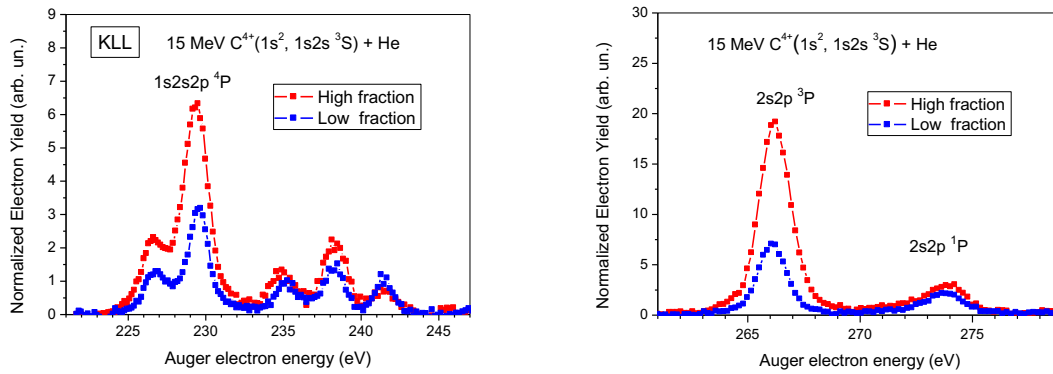 KLL
15 MeV C⁴⁺(1s², 1s2s ³S) + He
1s2s2p ⁴P
High fraction
Low fraction
Normalized Electron Yield (arb. un.)
9
8
7
6
5
4
3
2
1
0
225 230 235 240 245
Auger electron energy (eV)
15 MeV C⁴⁺(1s², 1s2s ³S) + He
2s2p ³P
High fraction
Low fraction
2s2p ¹P
Normalized Electron Yield (arb. un.)
30
25
20
15
10
5
0
265 270 275
Auger electron energy (eV)